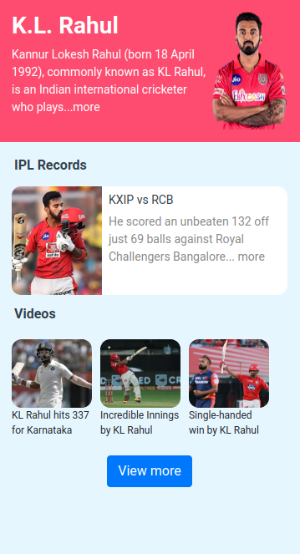 K.L. Rahul
Kannur Lokesh Rahul (born 18 April
1992), commonly known as KL Rahul,
is an Indian international cricketer
who plays...more
IPL Records
KXIP vs RCB
He scored an unbeaten 132 off
just 69 balls against Royal
Challengers Bangalore... more
Videos
KL Rahul hits 337
for Karnataka
Incredible Innings
by KL Rahul
Single-handed
win by KL Rahul
View more